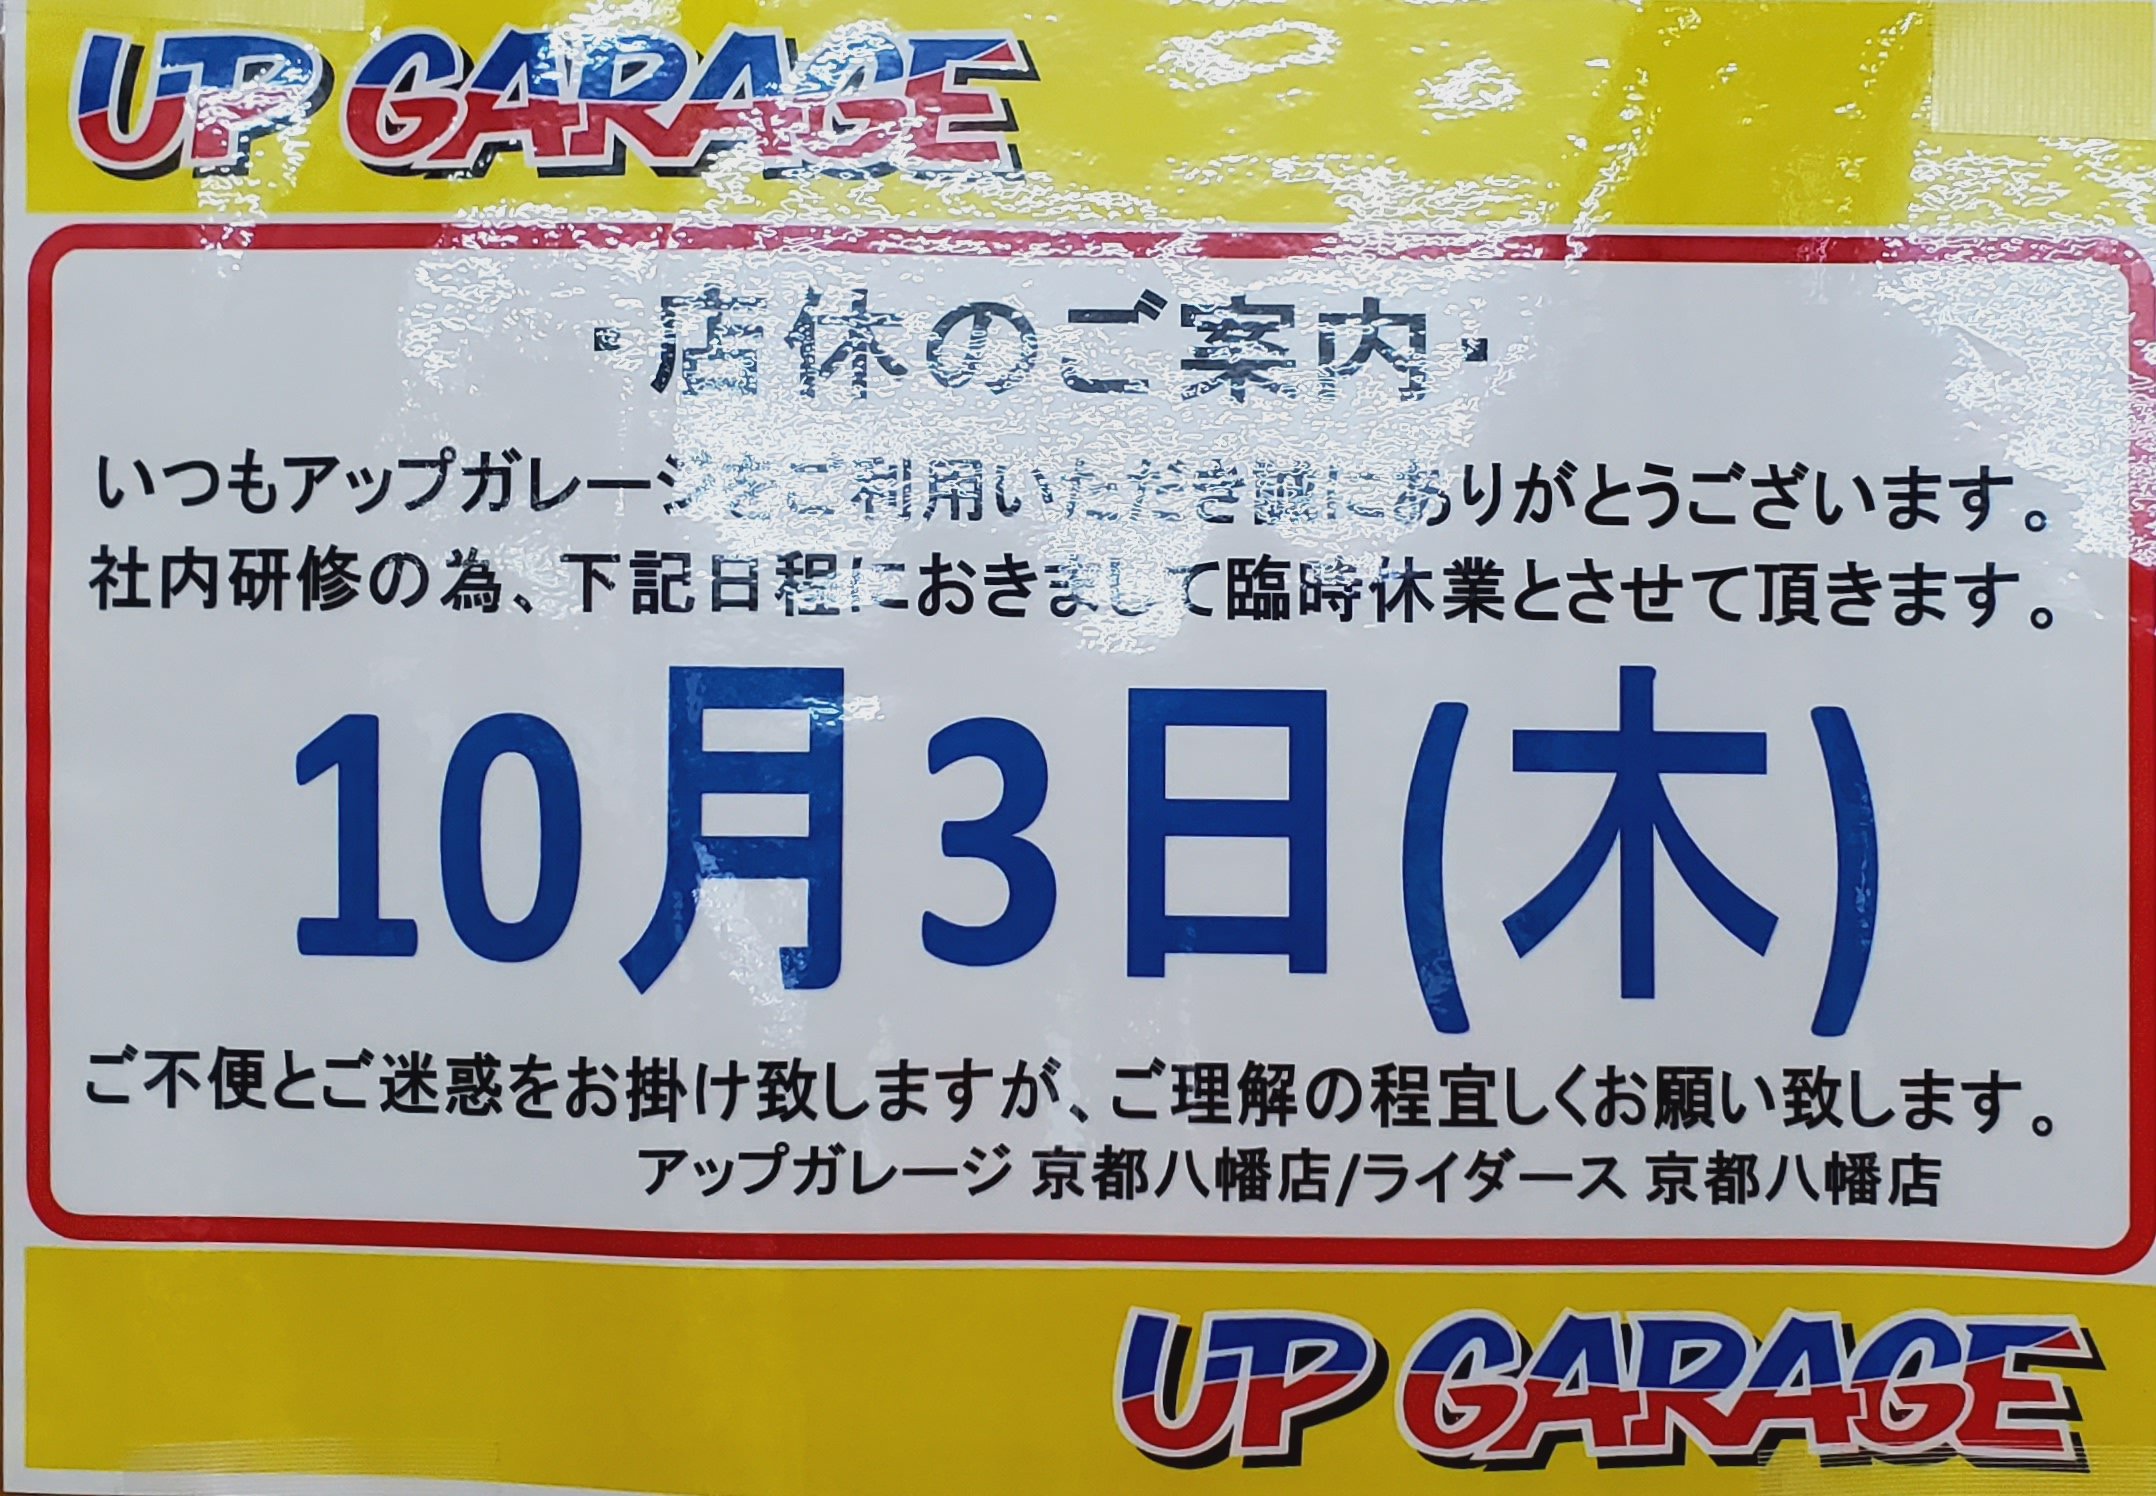 UP GARAGE
・店休のご案内・
いつもアップガレージをご利用いただき誠にありがとうございます。
社内研修の為、下記日程におきまして臨時休業とさせて頂きます。
10月3日(木)
ご不便とご迷惑をお掛け致しますが、ご理解の程宜しくお願い致します。
アップガレージ 京都八幡店/ライダース 京都八幡店
UP GARAGE